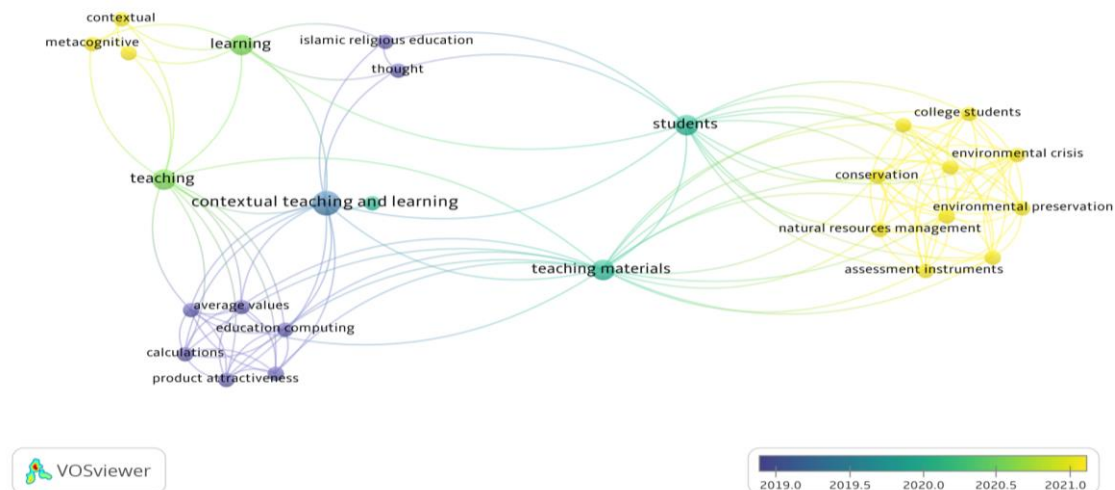 contextual
metacognitive
learning
islamic religious education
thought
students
college students
environmental crisis
conservation
teaching
contextual teaching and learning
environmental preservation
natural resources management
teaching materials
assessment instruments
average values
education computing
calculations
product attractiveness
VOSviewer
2019.0 2019.5 2020.0 2020.5 2021.0